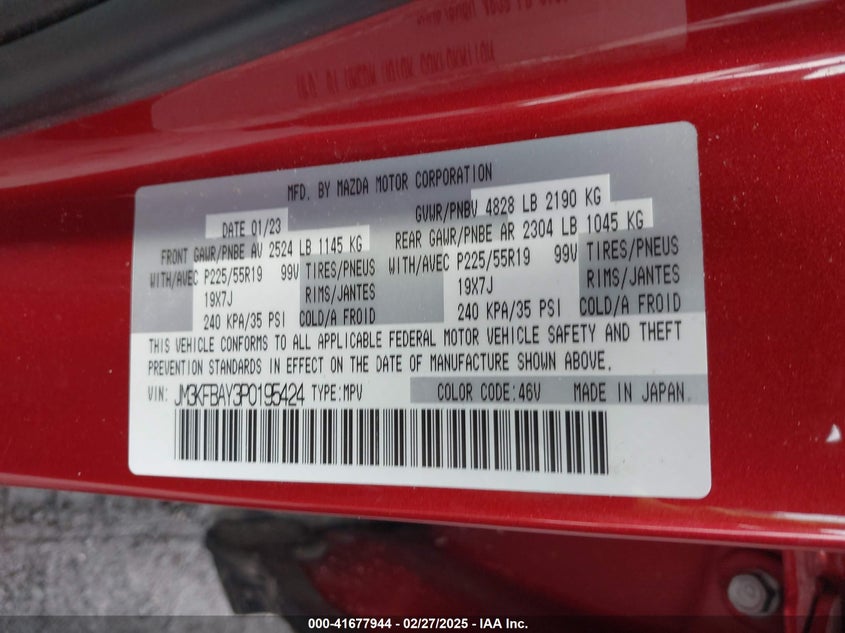 MFD. BY MAZDA MOTOR CORPORATION
DATE 01/23
GVWR/PNBV 4828 LB 2190 KG
FRONT GAWR/PNBE AV 2524 LB 1145 KG
REAR GAWR/PNBE AR 2304 LB 1045 KG
WITH/AVEC P225/55R19 99V TIRES/PNEUS WITH/AVEC P225/55R19 99V TIRES/PNEUS
19X7J RIMS/JANTES 19X7J RIMS/JANTES
240 KPA/35 PSI COLD/A FROID 240 KPA/35 PSI COLD/A FROID
THIS VEHICLE CONFORMS TO ALL APPLICABLE FEDERAL MOTOR VEHICLE SAFETY AND THEFT
PREVENTION STANDARDS IN EFFECT ON THE DATE OF MANUFACTURE SHOWN ABOVE.
VIN: JM3KFBAY3P0195424 TYPE:MPV COLOR CODE:46V MADE IN JAPAN.
000-41677944 - 02/27/2025 - IAA Inc.